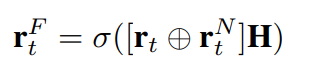 r_t^F = σ([r_t ⊕ r_t^N]H)